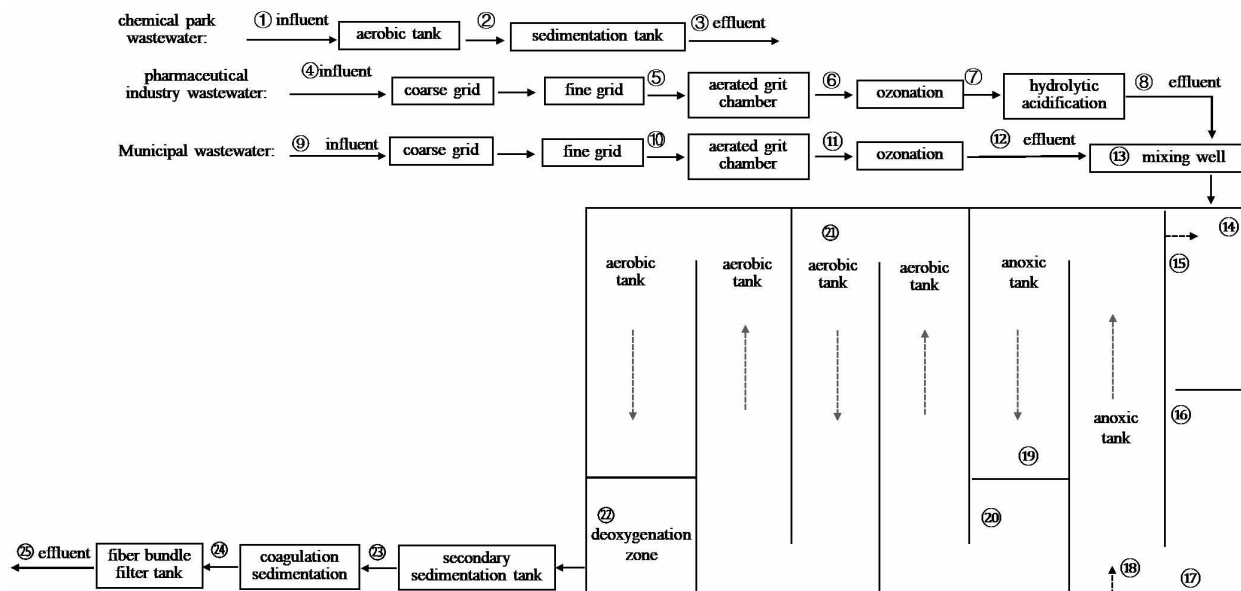 chemical park
wastewater:
① influent
aerobic tank
②
sedimentation tank
③ effluent
pharmaceutical
industry wastewater:
④influent
coarse grid
fine grid
⑤
aerated grit
chamber
⑥
ozonation
⑦
hydrolytic
acidification
⑧ effluent
Municipal wastewater:
⑨ influent
coarse grid
fine grid
⑩
aerated grit
chamber
⑪
ozonation
⑫ effluent
⑬ mixing well
⑭
㉑
aerobic
tank
aerobic
tank
aerobic
tank
aerobic
tank
anoxic
tank
⑮
⑯
anoxic
tank
⑲
⑳
㉒
deoxygenation
zone
⑱
⑰
㉕ effluent
fiber bundle
filter tank
㉔
coagulation
sedimentation
㉓
secondary
sedimentation tank